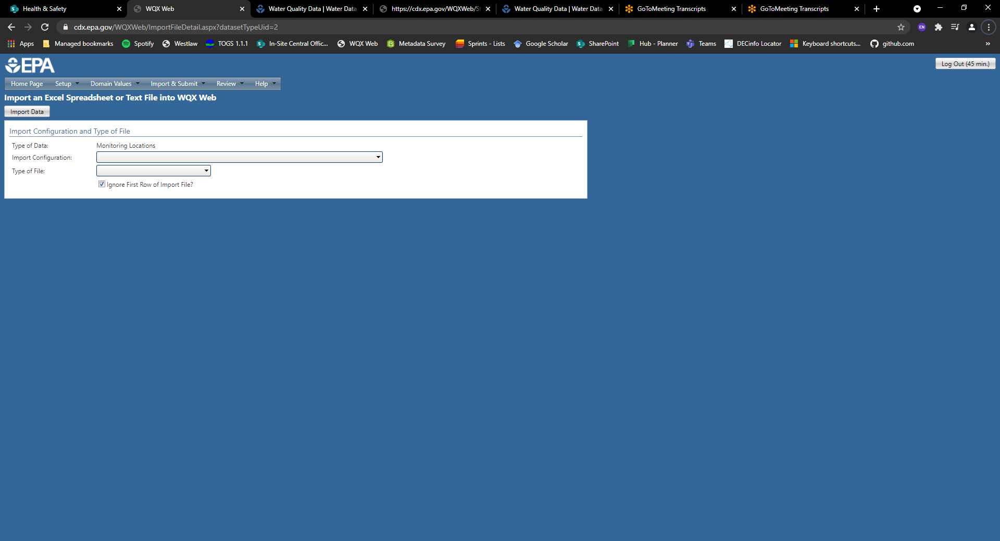 Health & Safety
WQX Web
Water Quality Data | Water Data
https://cdx.epa.gov/WQXWeb/St
Water Quality Data | Water Data
GoToMeeting Transcripts
GoToMeeting Transcripts
cdx.epa.gov/WQXWeb/ImportFileDetail.aspx?datasetTypeUid=2
EN
Apps
Managed bookmarks
Spotify
Westlaw
TOGS 1.1.1
In-Site Central Offic...
WQX Web
Metadata Survey
Sprints - Lists
Google Scholar
SharePoint
Hub - Planner
Teams
DECinfo Locator
Keyboard shortcuts...
github.com
»
EPA
Log Out (45 min.)
Home Page
Setup
Domain Values
Import & Submit
Review
Help
Import an Excel Spreadsheet or Text File into WQX Web
Import Data
Import Configuration and Type of File
Type of Data: Monitoring Locations
Import Configuration:
Type of File:
Ignore First Row of Import File?